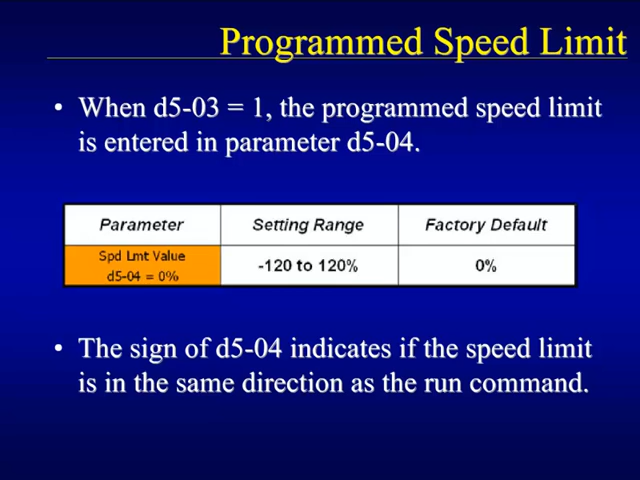 Programmed Speed Limit
• When d5-03 = 1, the programmed speed limit
is entered in parameter d5-04.
Parameter Setting Range Factory Default
Spd Lmt Value
d5-04 = 0% -120 to 120% 0%
• The sign of d5-04 indicates if the speed limit
is in the same direction as the run command.